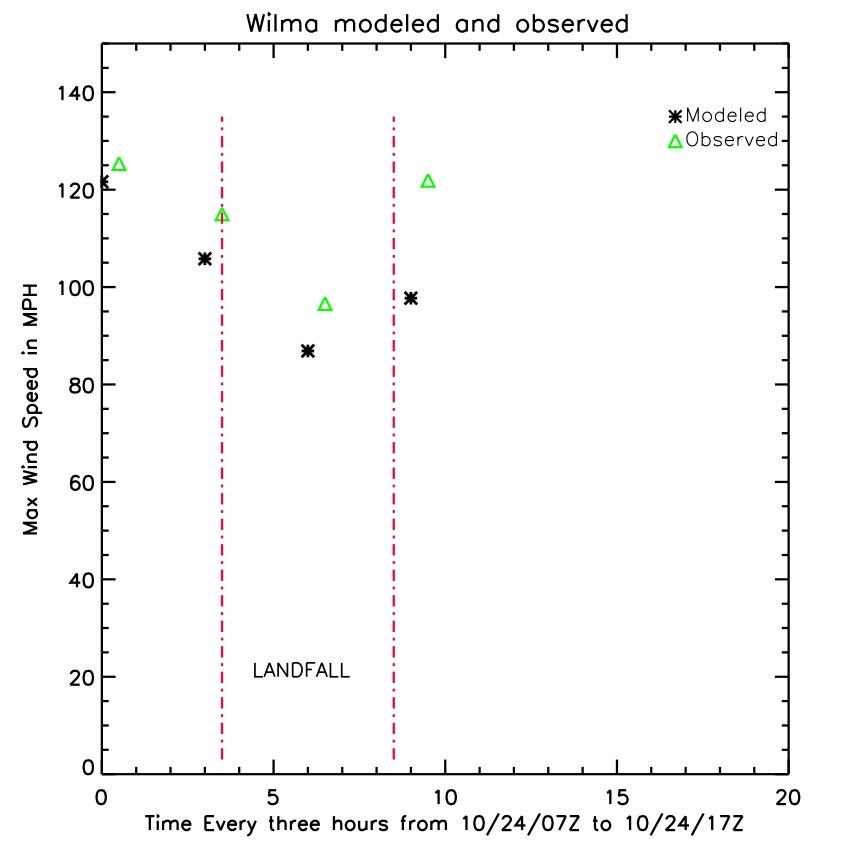 Wilma modeled and observed
140
120
100
80
60
40
20
0
Max Wind Speed in MPH
Modeled
Observed
LANDFALL
0 5 10 15 20
Time Every three hours from 10/24/07Z to 10/24/17Z